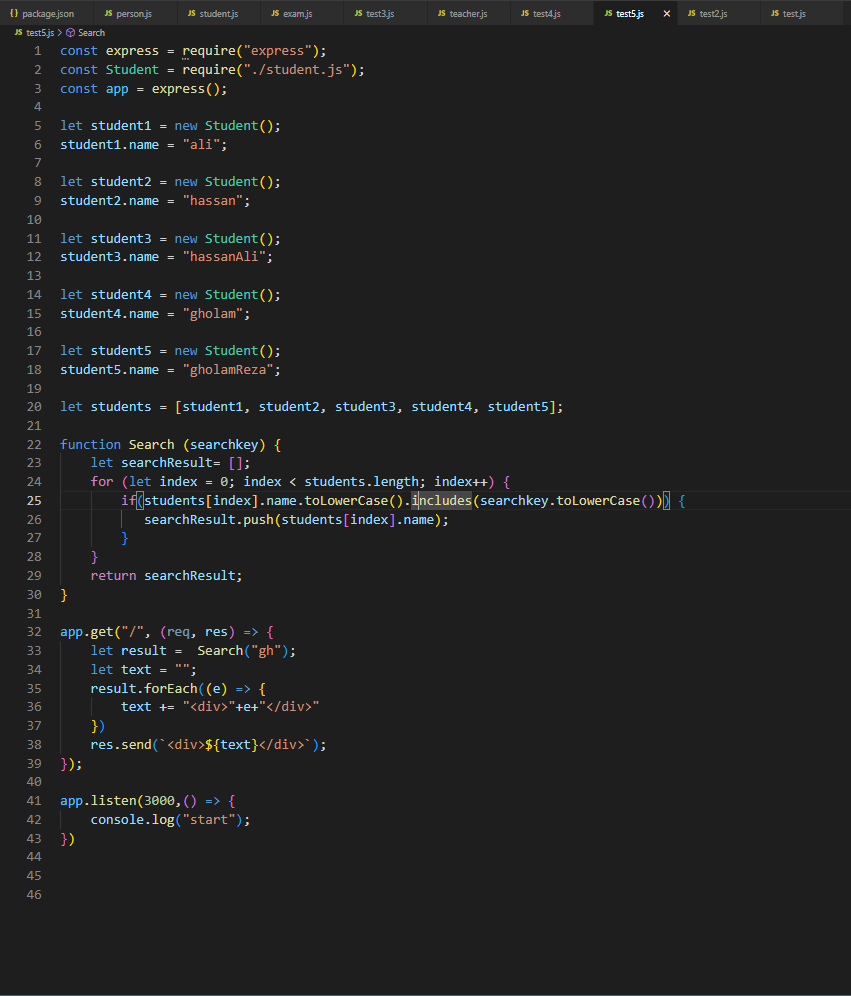 {} package.json JS person.js JS student.js JS exam.js JS test3.js JS teacher.js JS test4.js JS test5.js × JS test2.js JS test.js
JS test5.js > Search
1 const express = require("express");
2 const Student = require("./student.js");
3 const app = express();
4
5 let student1 = new Student();
6 student1.name = "ali";
7
8 let student2 = new Student();
9 student2.name = "hassan";
10
11 let student3 = new Student();
12 student3.name = "hassanAli";
13
14 let student4 = new Student();
15 student4.name = "gholam";
16
17 let student5 = new Student();
18 student5.name = "gholamReza";
19
20 let students = [student1, student2, student3, student4, student5];
21
22 function Search (searchkey) {
23     let searchResult= [];
24     for (let index = 0; index < students.length; index++) {
25         if(students[index].name.toLowerCase().includes(searchkey.toLowerCase())) {
26            searchResult.push(students[index].name);
27         }
28     }
29     return searchResult;
30 }
31
32 app.get("/", (req, res) => {
33     let result =  Search("gh");
34     let text = "";
35     result.forEach((e) => {
36         text += "<div>"+e+"</div>"
37     })
38     res.send(`<div>${text}</div>`);
39 });
40
41 app.listen(3000,() => {
42     console.log("start");
43 })
44
45
46